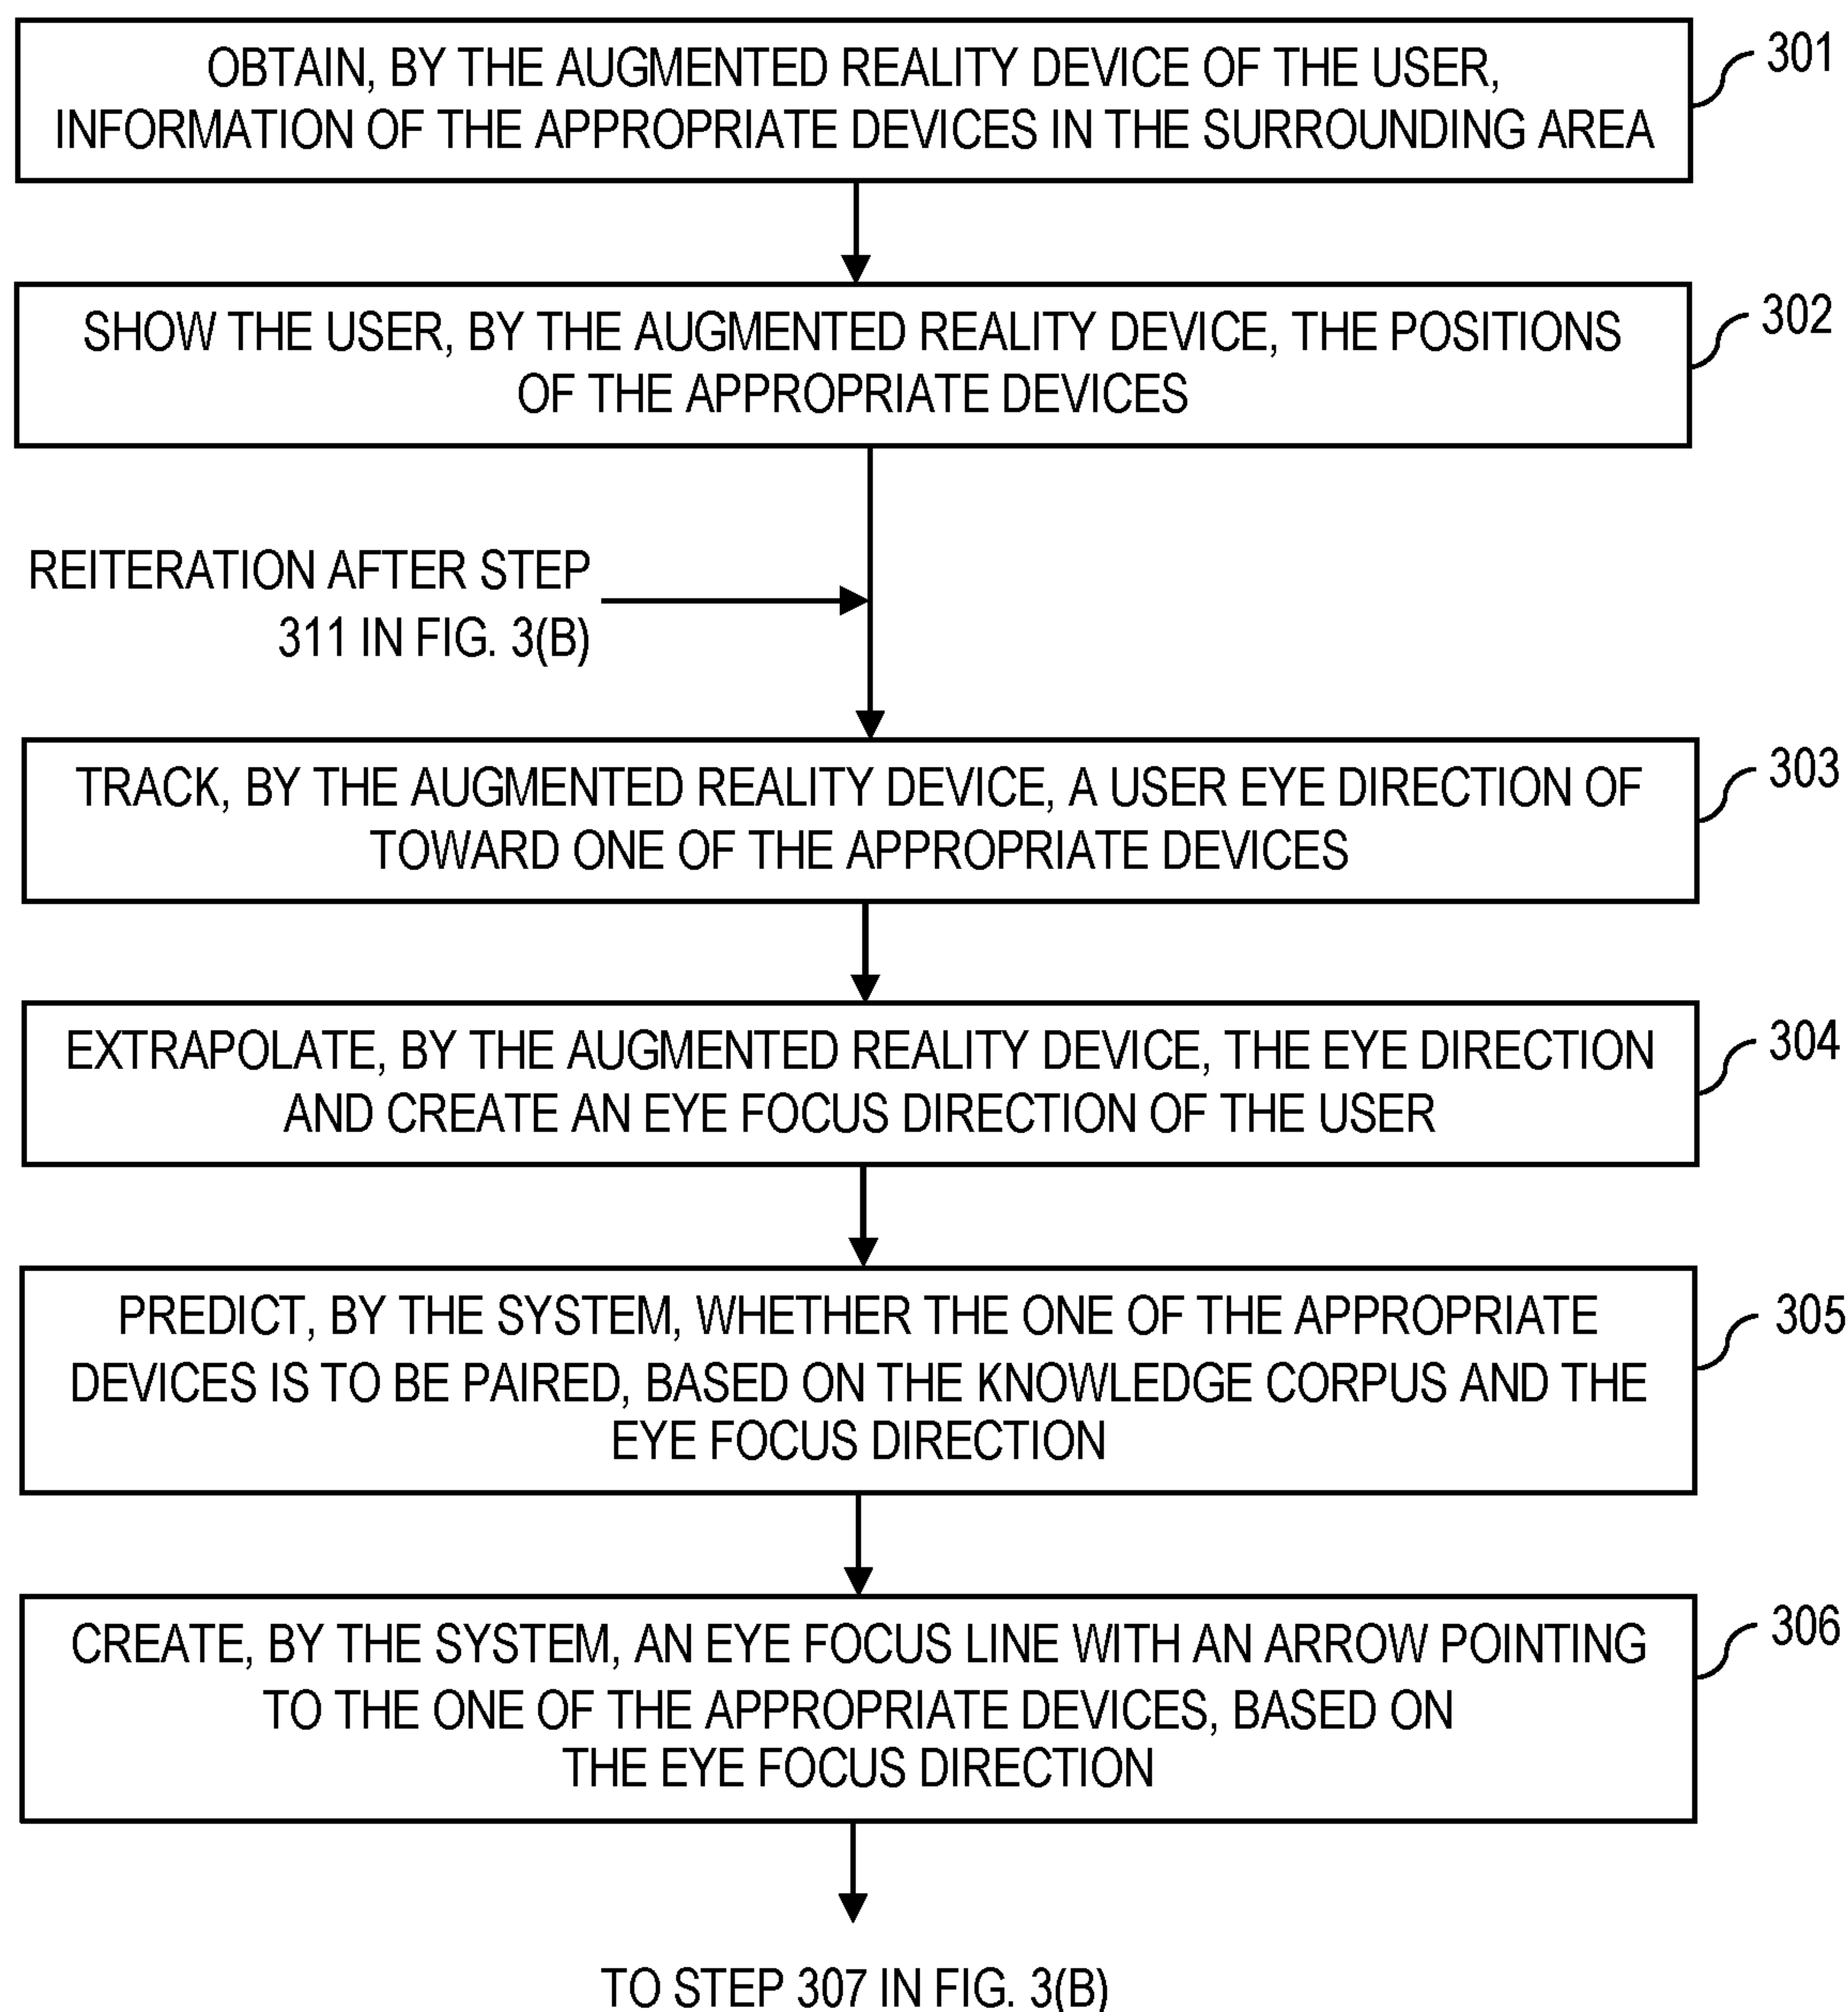 OBTAIN, BY THE AUGMENTED REALITY DEVICE OF THE USER,
INFORMATION OF THE APPROPRIATE DEVICES IN THE SURROUNDING AREA
301
SHOW THE USER, BY THE AUGMENTED REALITY DEVICE, THE POSITIONS
OF THE APPROPRIATE DEVICES
302
REITERATION AFTER STEP
311 IN FIG. 3(B)
TRACK, BY THE AUGMENTED REALITY DEVICE, A USER EYE DIRECTION OF
TOWARD ONE OF THE APPROPRIATE DEVICES
303
EXTRAPOLATE, BY THE AUGMENTED REALITY DEVICE, THE EYE DIRECTION
AND CREATE AN EYE FOCUS DIRECTION OF THE USER
304
PREDICT, BY THE SYSTEM, WHETHER THE ONE OF THE APPROPRIATE
DEVICES IS TO BE PAIRED, BASED ON THE KNOWLEDGE CORPUS AND THE
EYE FOCUS DIRECTION
305
CREATE, BY THE SYSTEM, AN EYE FOCUS LINE WITH AN ARROW POINTING
TO THE ONE OF THE APPROPRIATE DEVICES, BASED ON
THE EYE FOCUS DIRECTION
306
TO STEP 307 IN FIG. 3(B)